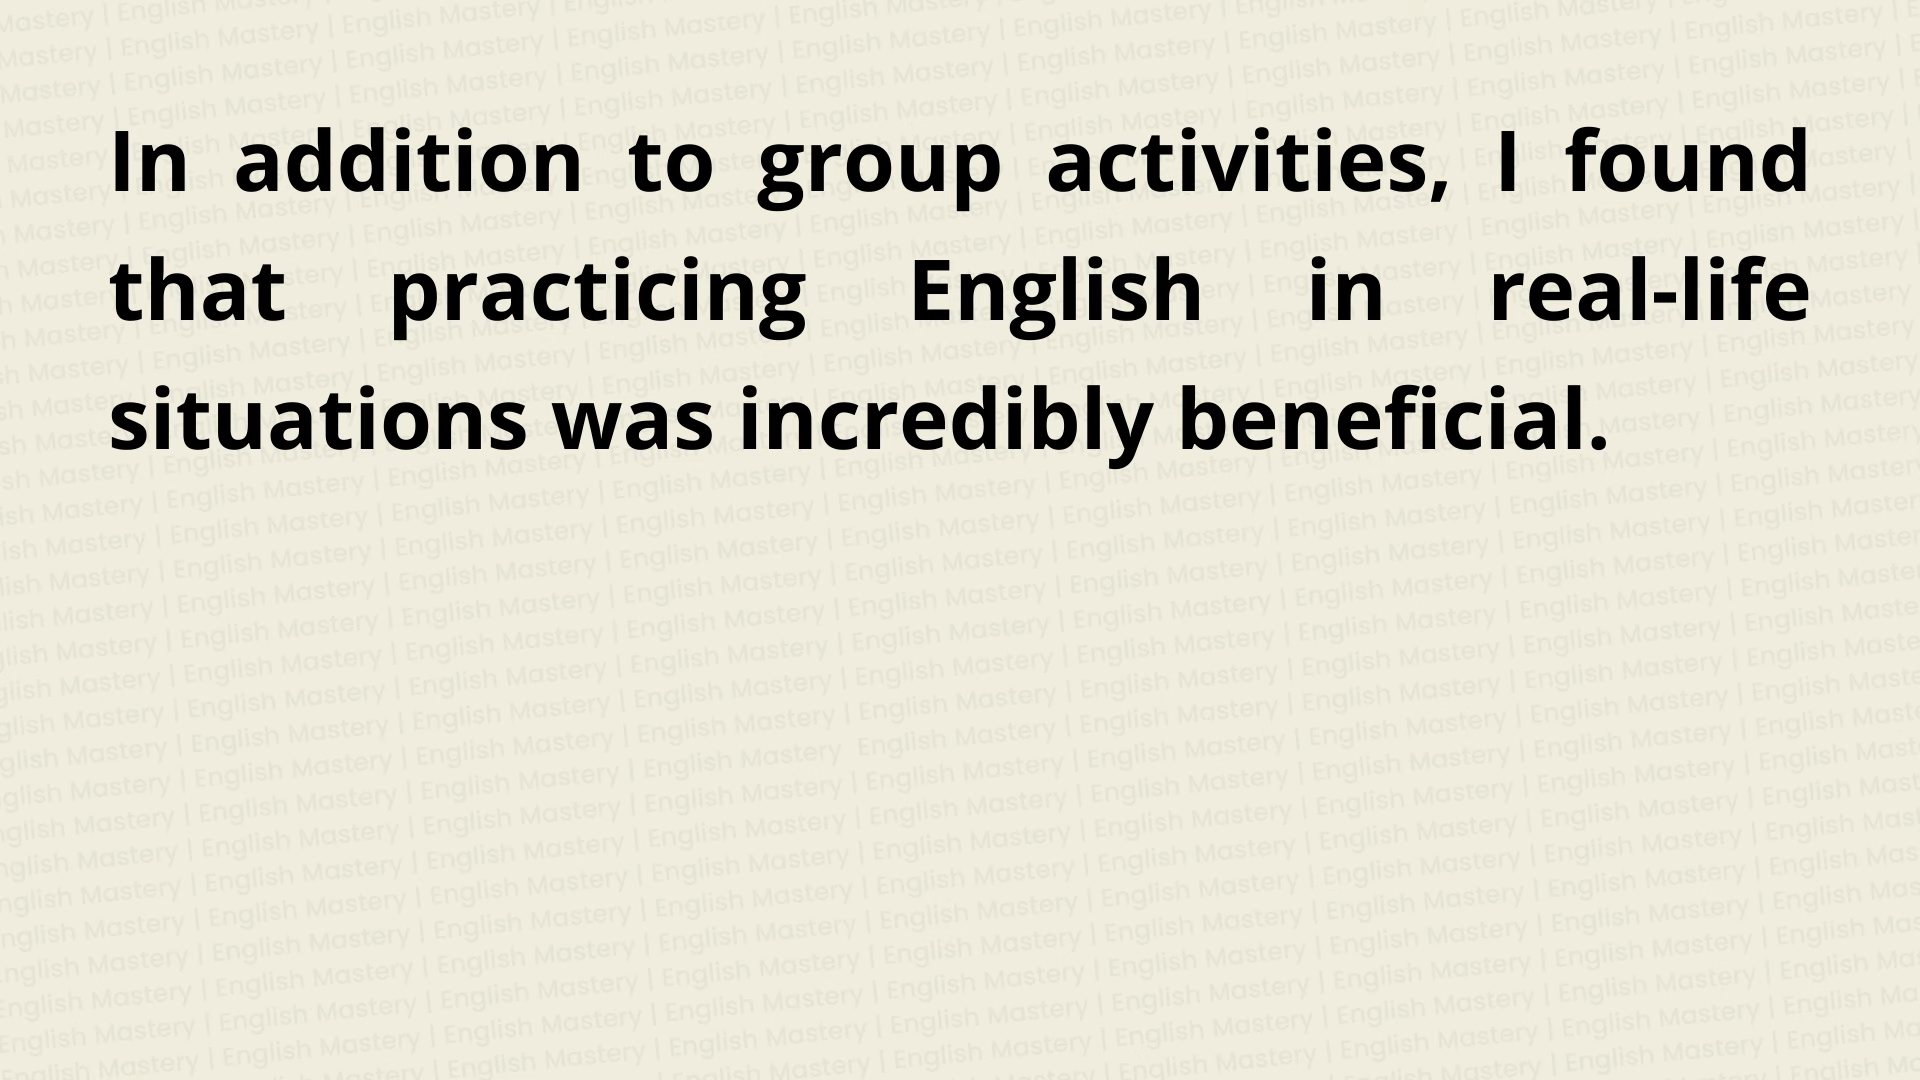 In addition to group activities, I found
that practicing English in real-life
situations was incredibly beneficial.